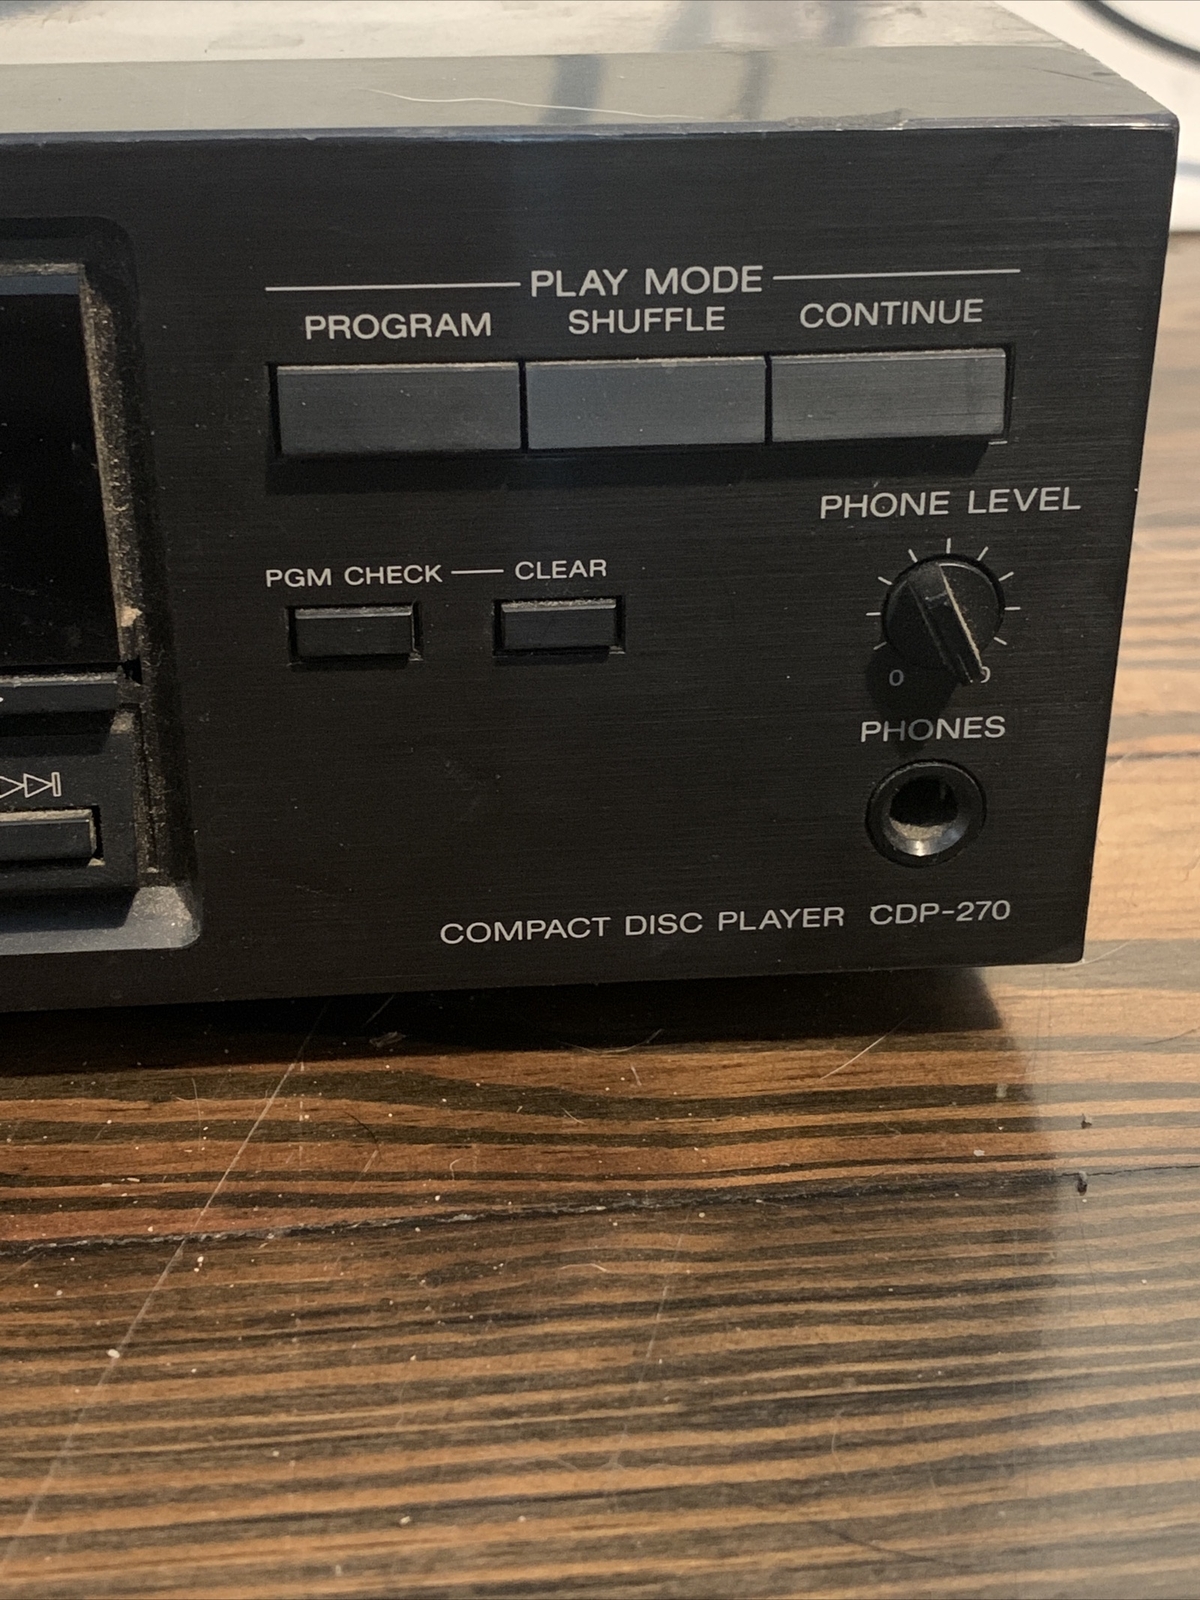 PLAY MODE
PROGRAM SHUFFLE CONTINUE
PHONE LEVEL
PGM CHECK CLEAR
0
PHONES
COMPACT DISC PLAYER CDP-270